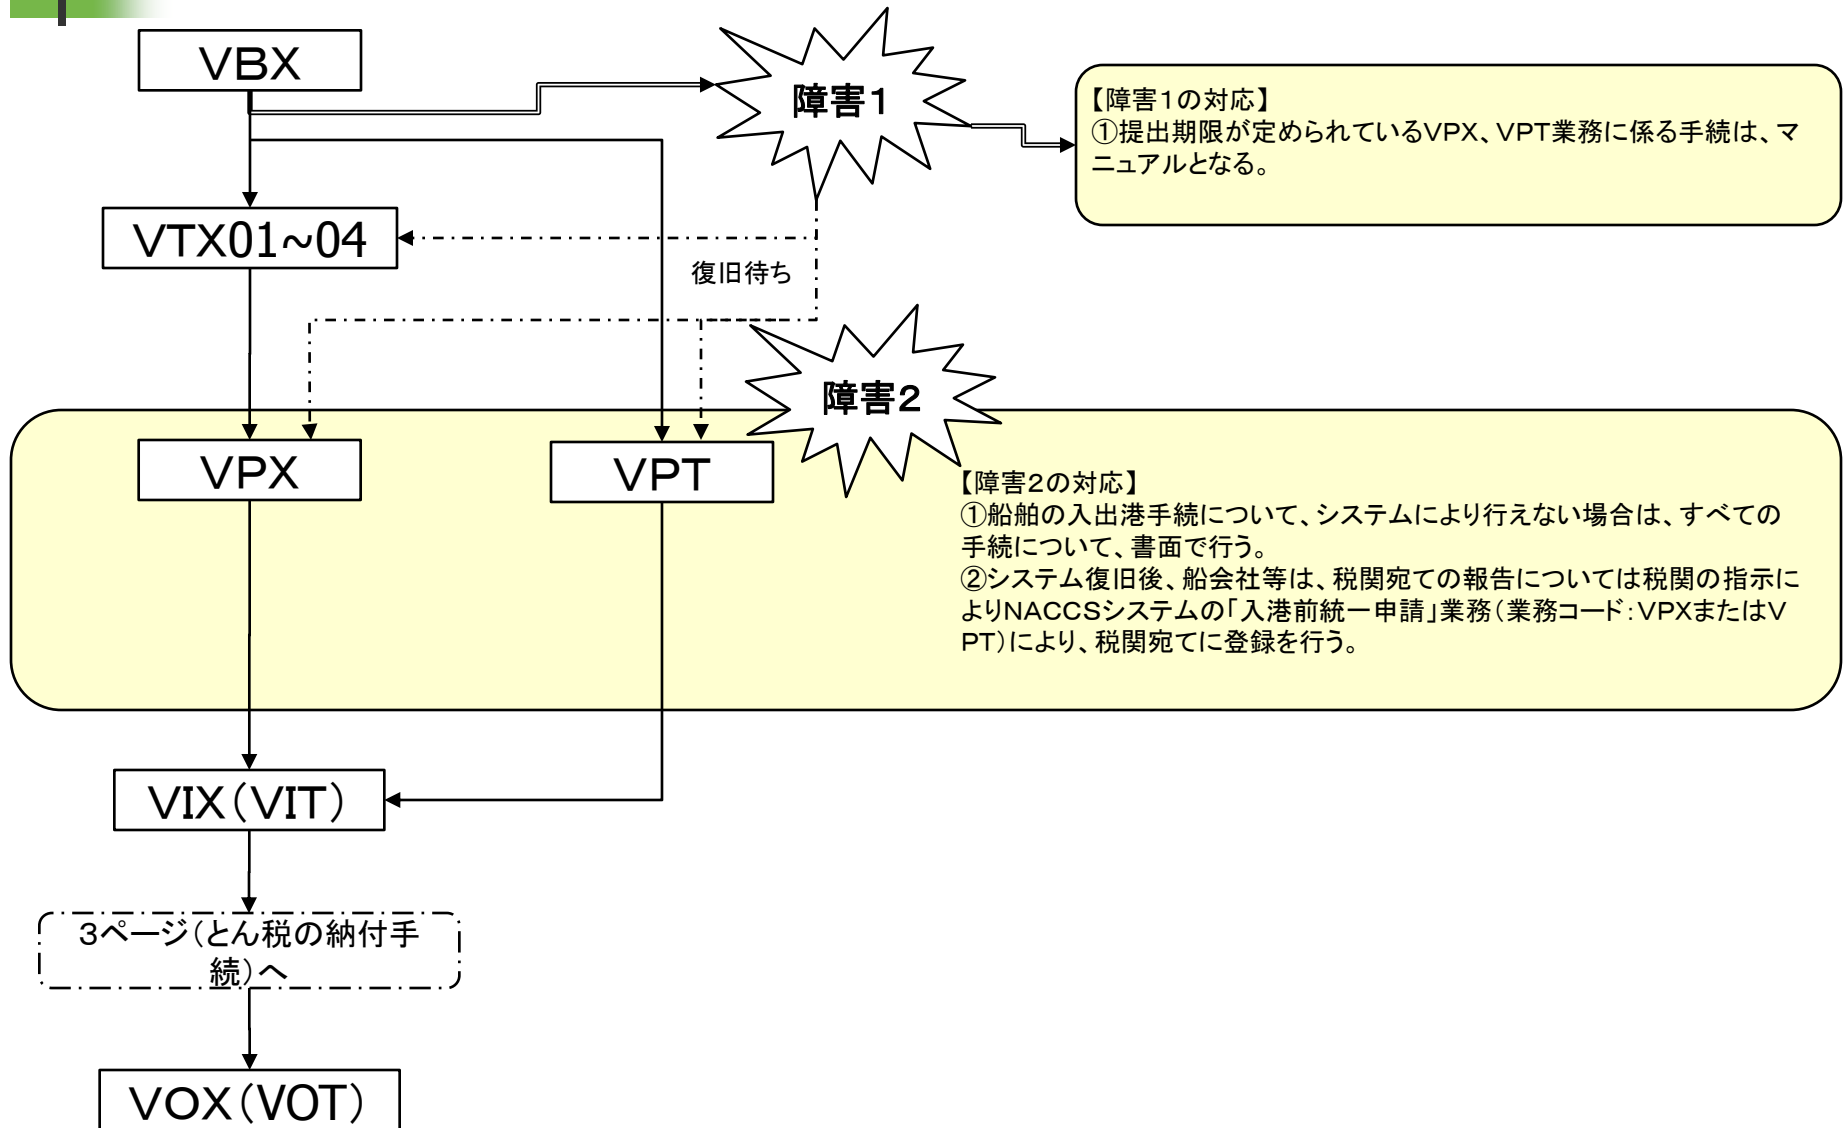 VBX
障害1
【障害1の対応】
①提出期限が定められているVPX、VPT業務に係る手続は、マ
ニュアルとなる。
VTX01~04
復旧待ち
障害2
VPX
VPT
【障害2の対応】
①船舶の入出港手続について、システムにより行えない場合は、すべての
手続について、書面で行う。
②システム復旧後、船会社等は、税関宛ての報告については税関の指示に
よりNACCSシステムの「入港前統一申請」業務(業務コード:VPXまたはV
PT)により、税関宛てに登録を行う。
VIX(VIT)
3ページ(とん税の納付手
続)へ
VOX(VOT)